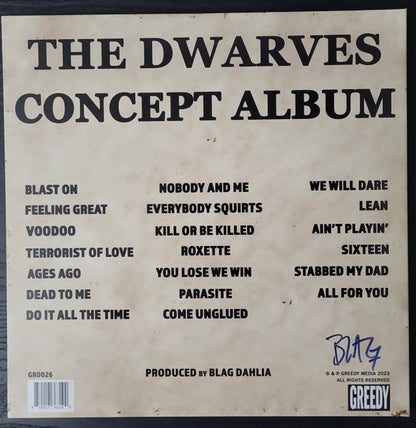 THE DWARVES
CONCEPT ALBUM
BLAST ON
FEELING GREAT
VOODOO
TERRORIST OF LOVE
AGES AGO
DEAD TO ME
DO IT ALL THE TIME
NOBODY AND ME
EVERYBODY SQUIRTS
KILL OR BE KILLED
ROXETTE
YOU LOSE WE WIN
PARASITE
COME UNGLUED
WE WILL DARE
LEAN
AIN'T PLAYIN'
SIXTEEN
STABBED MY DAD
ALL FOR YOU
BLAG
GR0026
PRODUCED BY BLAG DAHLIA
© & ® GREEDY MEDIA 2023
ALL RIGHTS RESERVED
GREEDY